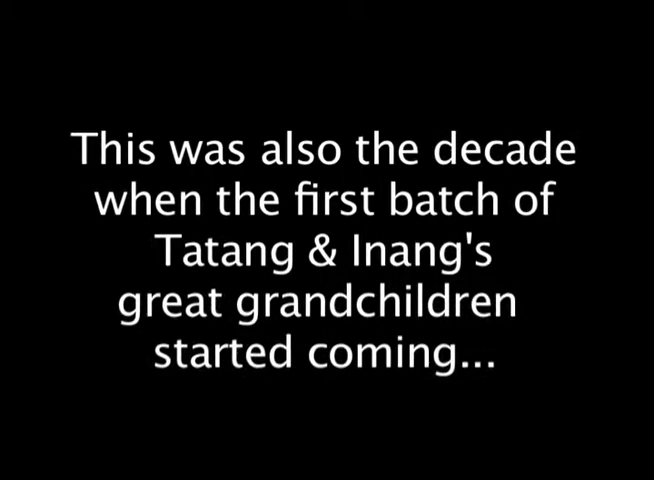 This was also the decade
when the first batch of
Tatang & Inang's
great grandchildren
started coming...